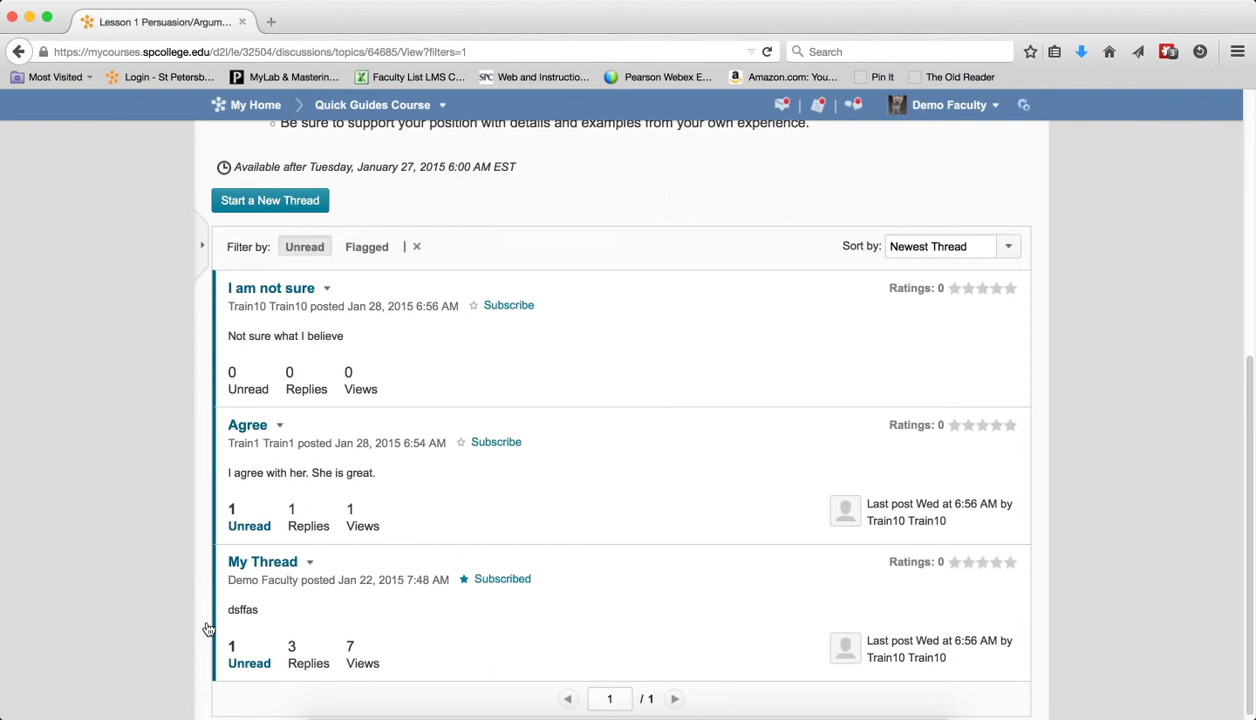 Lesson 1 Persuasion/Argum...
https://mycourses.spcollege.edu/d2l/le/32504/discussions/topics/64685/View?filters=1
Search
Most Visited
Login - St Petersb...
MyLab & Mastering...
Faculty List LMS C...
SPC Web and Instructio...
Pearson Webex E...
Amazon.com: You...
Pin It
The Old Reader
My Home
Quick Guides Course
Demo Faculty
Be sure to support your position with details and examples from your own experience.
Available after Tuesday, January 27, 2015 6:00 AM EST
Start a New Thread
Filter by: Unread Flagged | ×
Sort by: Newest Thread
I am not sure
Ratings: 0
Train10 Train10 posted Jan 28, 2015 6:56 AM Subscribe
Not sure what I believe
0 0 0
Unread Replies Views
Agree
Ratings: 0
Train1 Train1 posted Jan 28, 2015 6:54 AM Subscribe
I agree with her. She is great.
1 1 1
Unread Replies Views
Last post Wed at 6:56 AM by
Train10 Train10
My Thread
Ratings: 0
Demo Faculty posted Jan 22, 2015 7:48 AM Subscribed
dsffas
1 3 7
Unread Replies Views
Last post Wed at 6:56 AM by
Train10 Train10
1 / 1